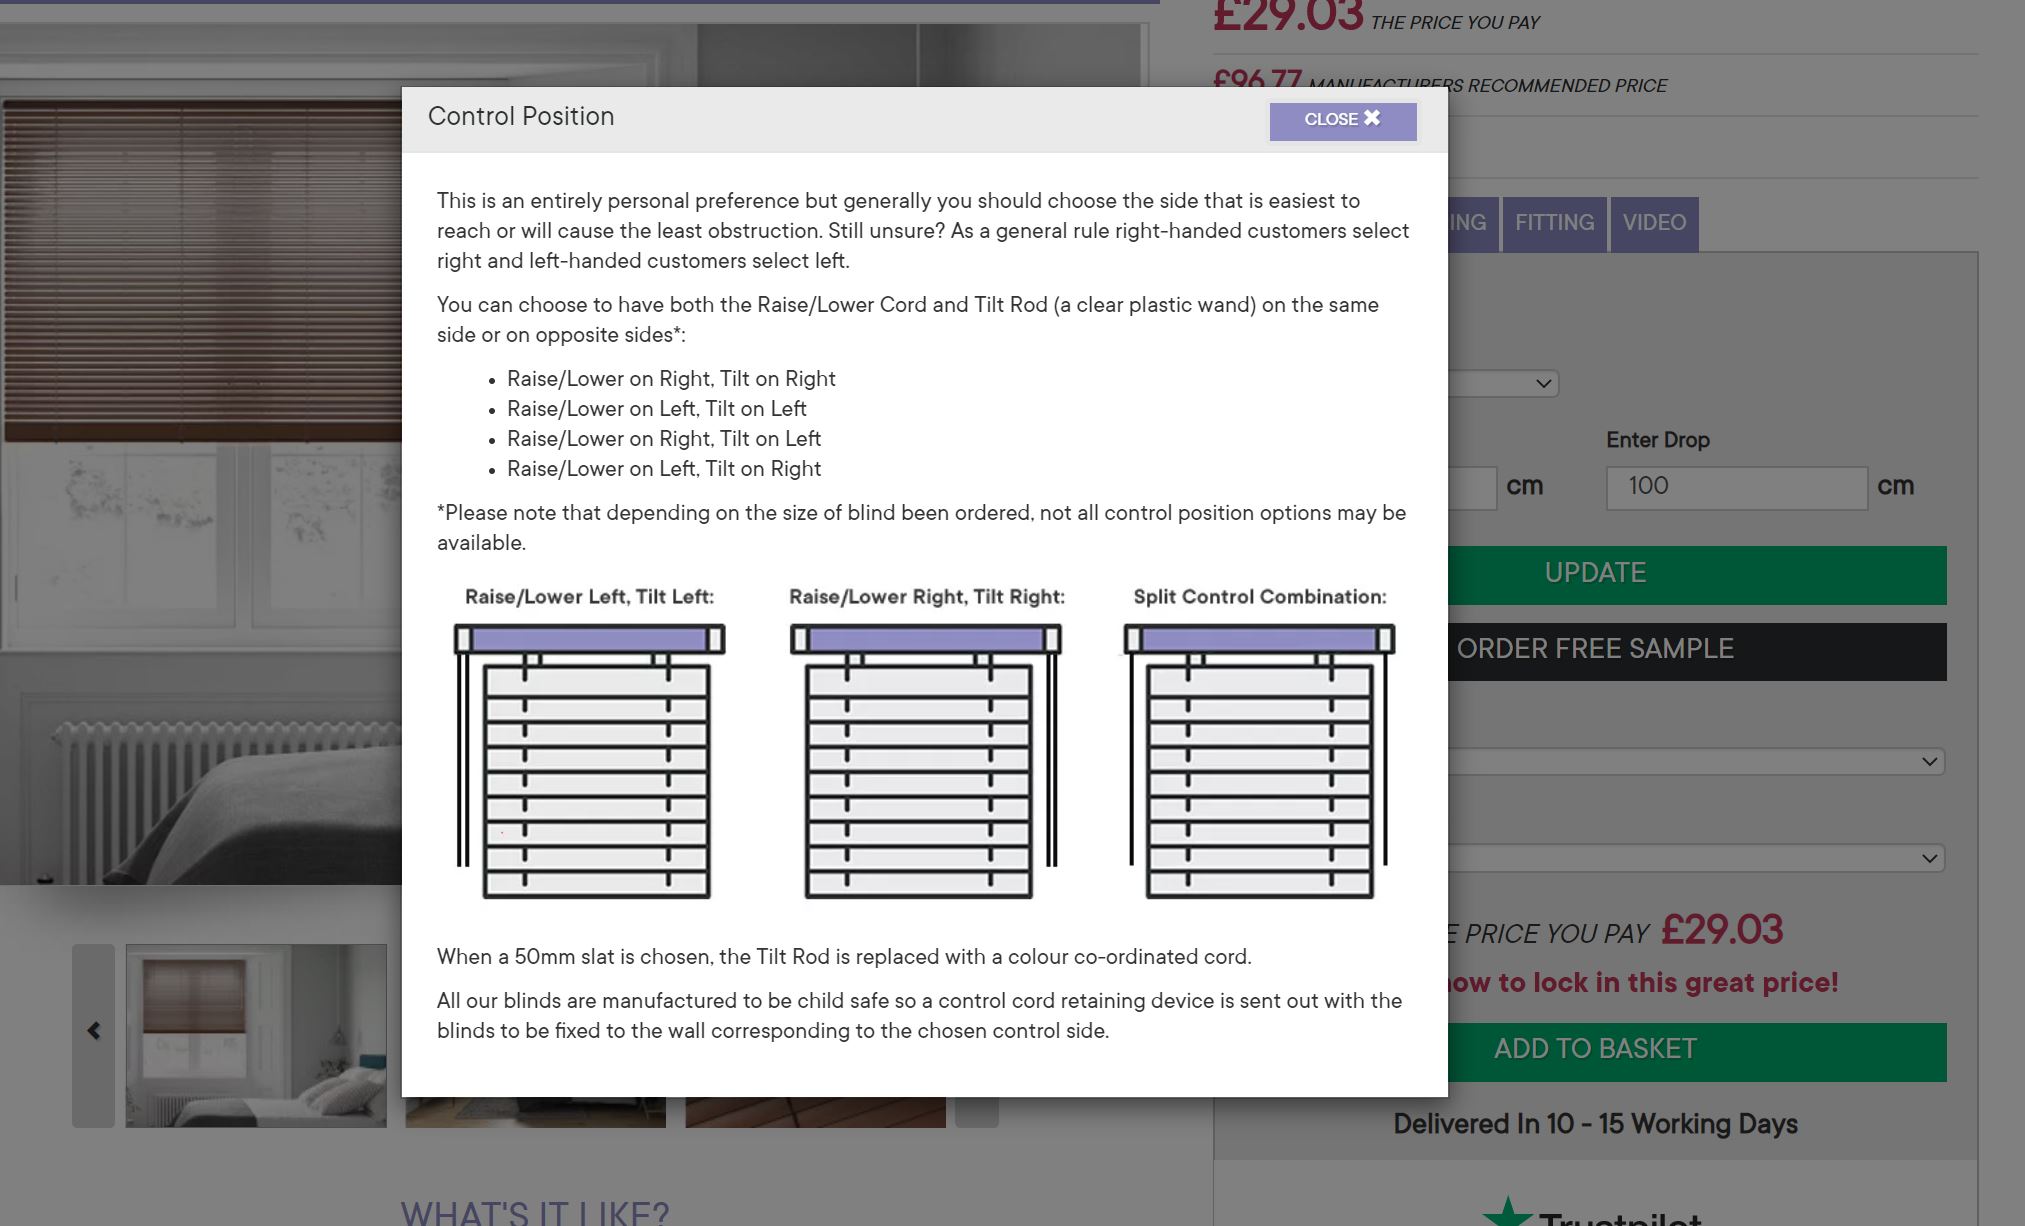 £29.03 THE PRICE YOU PAY
£96.77 MANUFACTURERS RECOMMENDED PRICE
Control Position
CLOSE ✖
This is an entirely personal preference but generally you should choose the side that is easiest to
reach or will cause the least obstruction. Still unsure? As a general rule right-handed customers select
right and left-handed customers select left.
You can choose to have both the Raise/Lower Cord and Tilt Rod (a clear plastic wand) on the same
side or on opposite sides*:
• Raise/Lower on Right, Tilt on Right
• Raise/Lower on Left, Tilt on Left
• Raise/Lower on Right, Tilt on Left
• Raise/Lower on Left, Tilt on Right
*Please note that depending on the size of blind been ordered, not all control position options may be
available.
Raise/Lower Left, Tilt Left:
Raise/Lower Right, Tilt Right:
Split Control Combination:
When a 50mm slat is chosen, the Tilt Rod is replaced with a colour co-ordinated cord.
All our blinds are manufactured to be child safe so a control cord retaining device is sent out with the
blinds to be fixed to the wall corresponding to the chosen control side.
ING FITTING VIDEO
Enter Drop
cm 100 cm
UPDATE
ORDER FREE SAMPLE
E PRICE YOU PAY £29.03
now to lock in this great price!
ADD TO BASKET
Delivered In 10 - 15 Working Days
WHAT'S IT LIKE?
Trustpilot